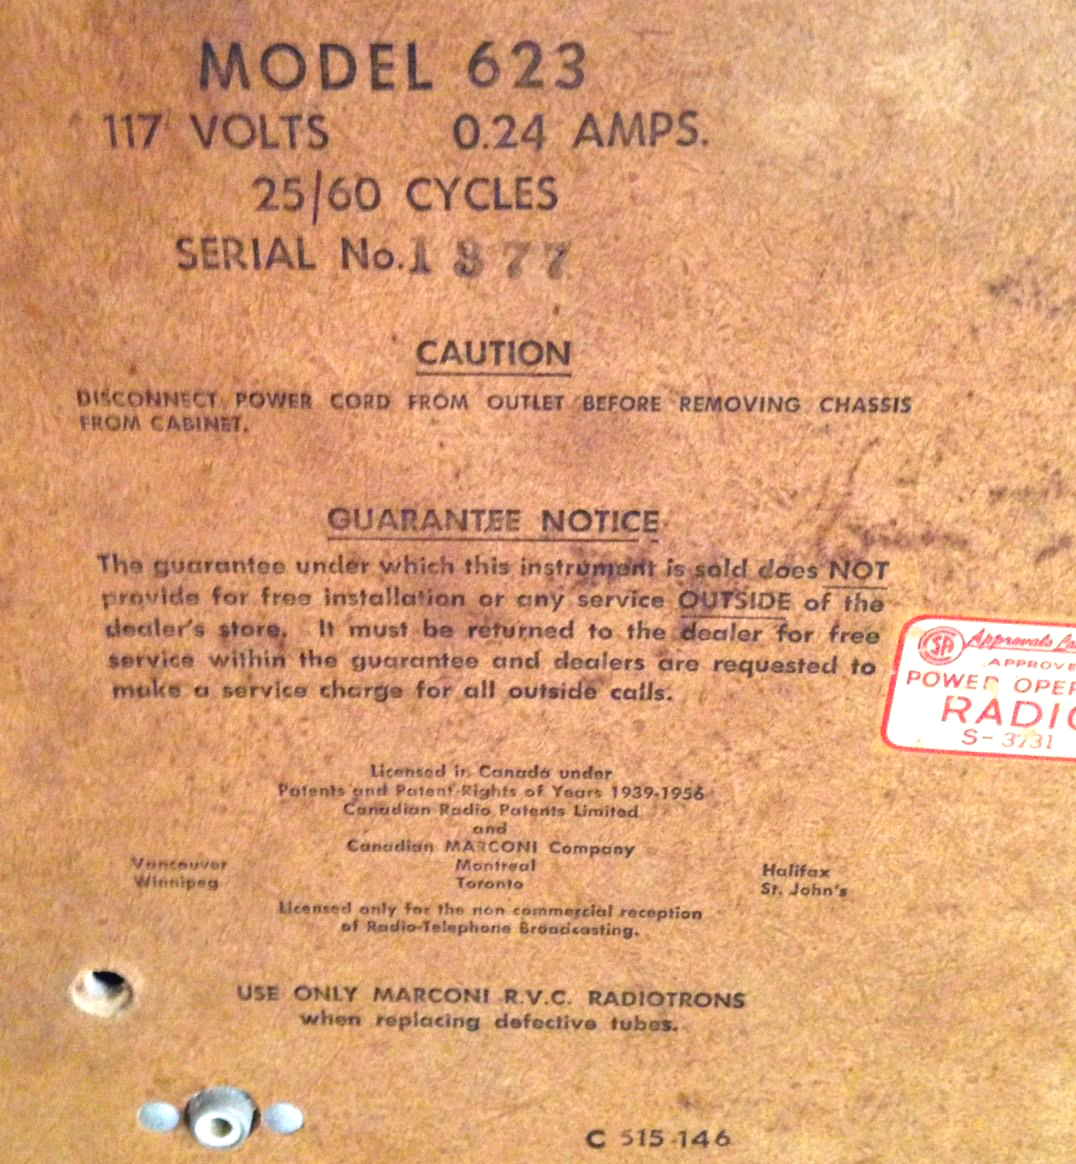 MODEL 623
117 VOLTS 0.24 AMPS.
25/60 CYCLES
SERIAL No. 1877
CAUTION
DISCONNECT POWER CORD FROM OUTLET BEFORE REMOVING CHASSIS
FROM CABINET.
GUARANTEE NOTICE
The guarantee under which this instrument is sold does NOT
provide for free installation or any service OUTSIDE of the
dealer's store. It must be returned to the dealer for free
service within the guarantee and dealers are requested to
make a service charge for all outside calls.
SA Approvals
APPROVE
POWER OPER
RADIO
S-3731
Licensed in Canada under
Patents and Patent Rights of Years 1939-1956
Canadian Radio Patents Limited
and
Canadian MARCONI Company
Vancouver Montreal Halifax
Winnipeg Toronto St. John's
Licensed only for the non commercial reception
of Radio-Telephone Broadcasting.
USE ONLY MARCONI R.V.C. RADIOTRONS
when replacing defective tubes.
C 515-146